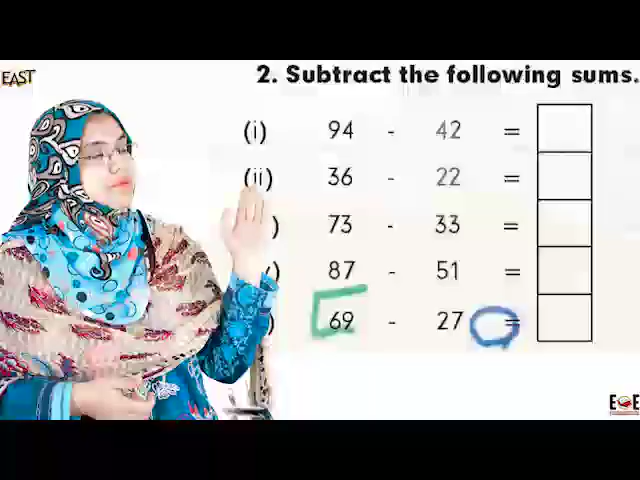 EAST
2. Subtract the following sums.
(i) 94 - 42 =
(ii) 36 - 22 =
) 73 - 33 =
) 87 - 51 =
69 - 27 =